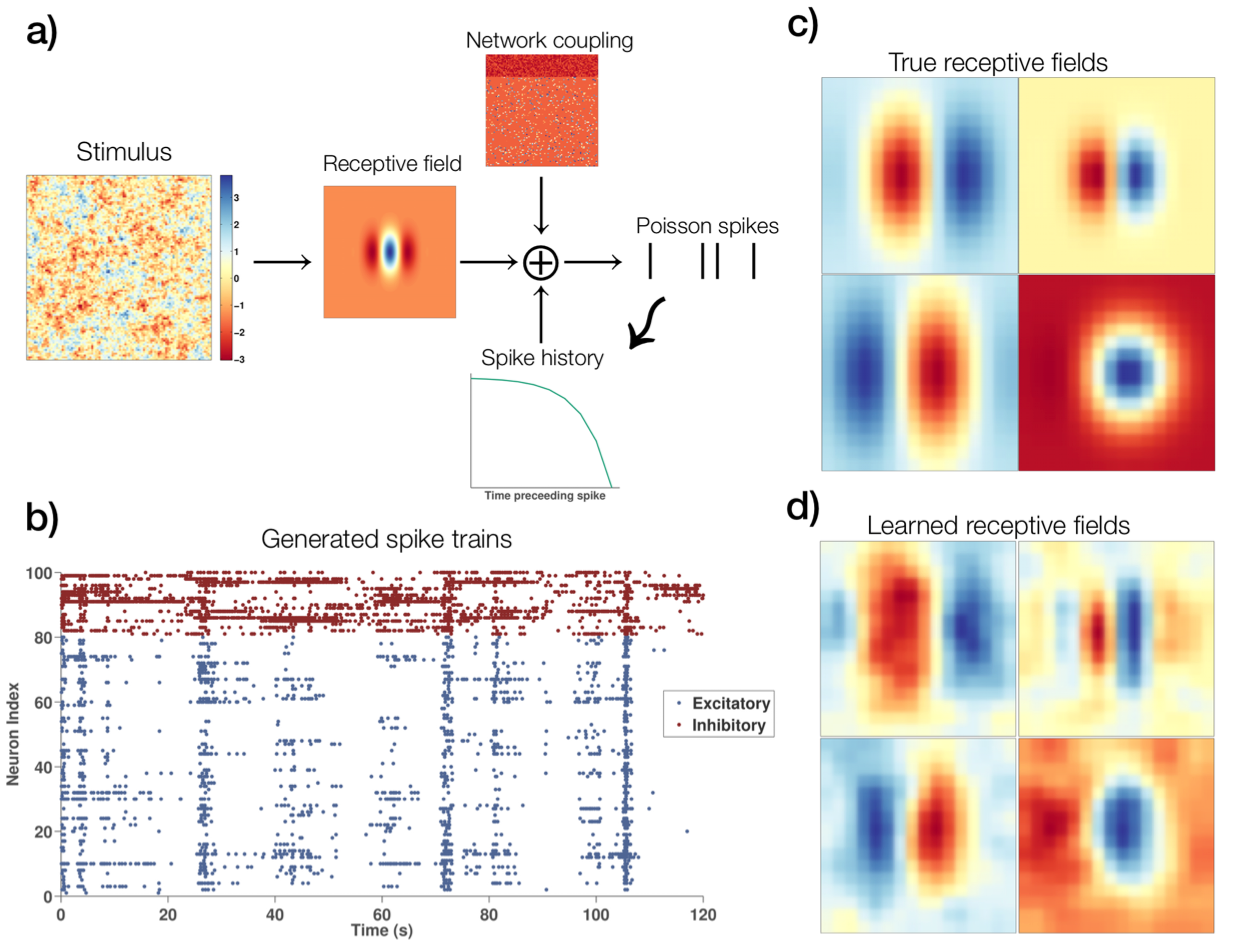 a)
Stimulus
3
2
1
0
−1
−2
−3
Receptive field
Network coupling
Poisson spikes
Spike history
Time preceeding spike
b)
Generated spike trains
Neuron Index
100
80
60
40
20
0
0 20 40 60 80 100 120
Time (s)
Excitatory
Inhibitory
c)
True receptive fields
d)
Learned receptive fields